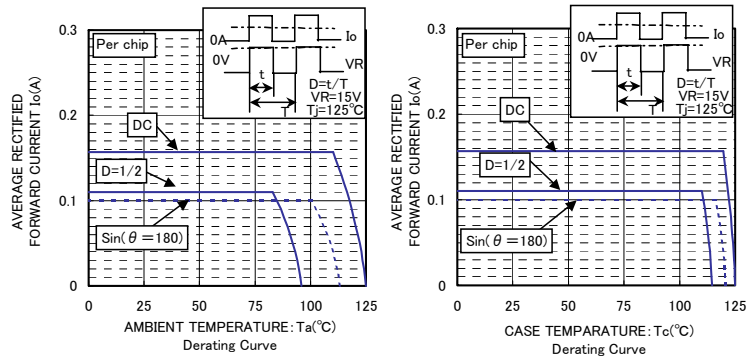 0.3
0.2
0.1
0
AVERAGE RECTIFIED
FORWARD CURRENT Io(A)
Per chip
0A
0V
Io
VR
t
T
D=t/T
VR=15V
Tj=125℃
DC
D=1/2
Sin(θ=180)
0 25 50 75 100 125
AMBIENT TEMPERATURE:Ta(℃)
Derating Curve
0.3
0.2
0.1
0
AVERAGE RECTIFIED
FORWARD CURRENT Io(A)
Per chip
0A
0V
Io
VR
t
T
D=t/T
VR=15V
Tj=125℃
DC
D=1/2
Sin(θ=180)
0 25 50 75 100 125
CASE TEMPARATURE:Tc(℃)
Derating Curve